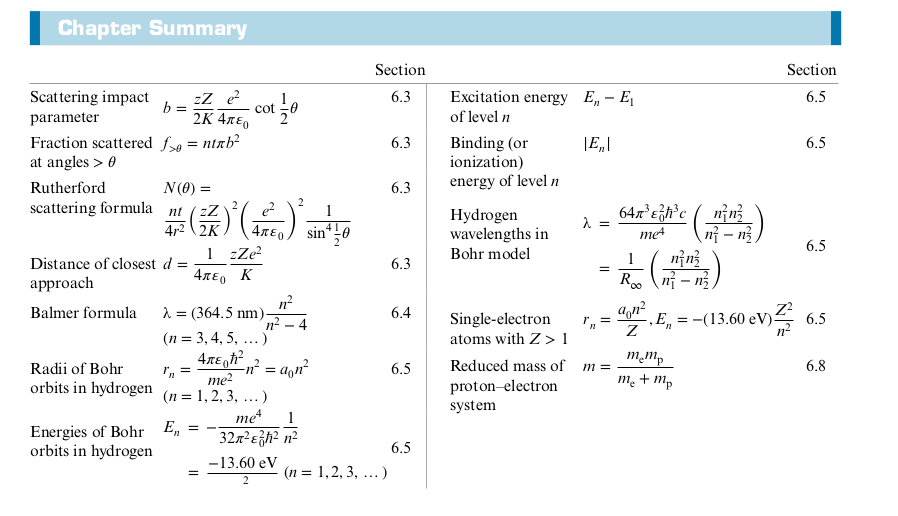 Chapter Summary
Section
Scattering impact parameter b = \frac{zZ}{2K} \frac{e^2}{4\pi\varepsilon_0} \cot \frac{1}{2}\theta 6.3
Fraction scattered at angles > θ f_{>\theta} = nt\pi b^2 6.3
Rutherford scattering formula N(\theta) = 6.3
\frac{nt}{4r^2} \left(\frac{zZ}{2K}\right)^2 \left(\frac{e^2}{4\pi\varepsilon_0}\right)^2 \frac{1}{\sin^4 \frac{1}{2}\theta}
Distance of closest approach d = \frac{1}{4\pi\varepsilon_0} \frac{zZe^2}{K} 6.3
Balmer formula λ = (364.5 nm) \frac{n^2}{n^2 - 4} 6.4
(n = 3, 4, 5, … )
Radii of Bohr orbits in hydrogen r_n = \frac{4\pi\varepsilon_0\hbar^2}{me^2} n^2 = a_0n^2 6.5
(n = 1, 2, 3, … )
Energies of Bohr orbits in hydrogen E_n = -\frac{me^4}{32\pi^2\varepsilon_0^2\hbar^2} \frac{1}{n^2} 6.5
= \frac{-13.60 eV}{2} (n = 1, 2, 3, … )
Section
Excitation energy of level n E_n − E_1 6.5
Binding (or ionization) energy of level n |E_n| 6.5
Hydrogen wavelengths in Bohr model λ = \frac{64\pi^3\varepsilon_0^2\hbar^3c}{me^4} \left(\frac{n_1^2n_2^2}{n_1^2 - n_2^2}\right) 6.5
= \frac{1}{R_\infty} \left(\frac{n_1^2n_2^2}{n_1^2 - n_2^2}\right)
Single-electron atoms with Z > 1 r_n = \frac{a_0n^2}{Z}, E_n = −(13.60 eV) \frac{Z^2}{n^2} 6.5
Reduced mass of proton–electron system m = \frac{m_em_p}{m_e + m_p} 6.8